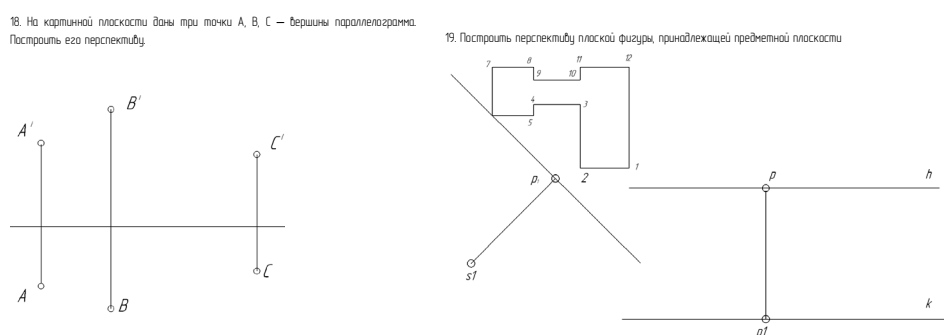 18. На картинной плоскости даны три точки А, В, С — вершины параллелограмма.
Построить его перспективу.
A'
B'
C'
A
B
C
19. Построить перспективу плоской фигуры, принадлежащей предметной плоскости
7
8
9
10
11
12
4
3
5
2
1
p1
s1
p
h
k
p1